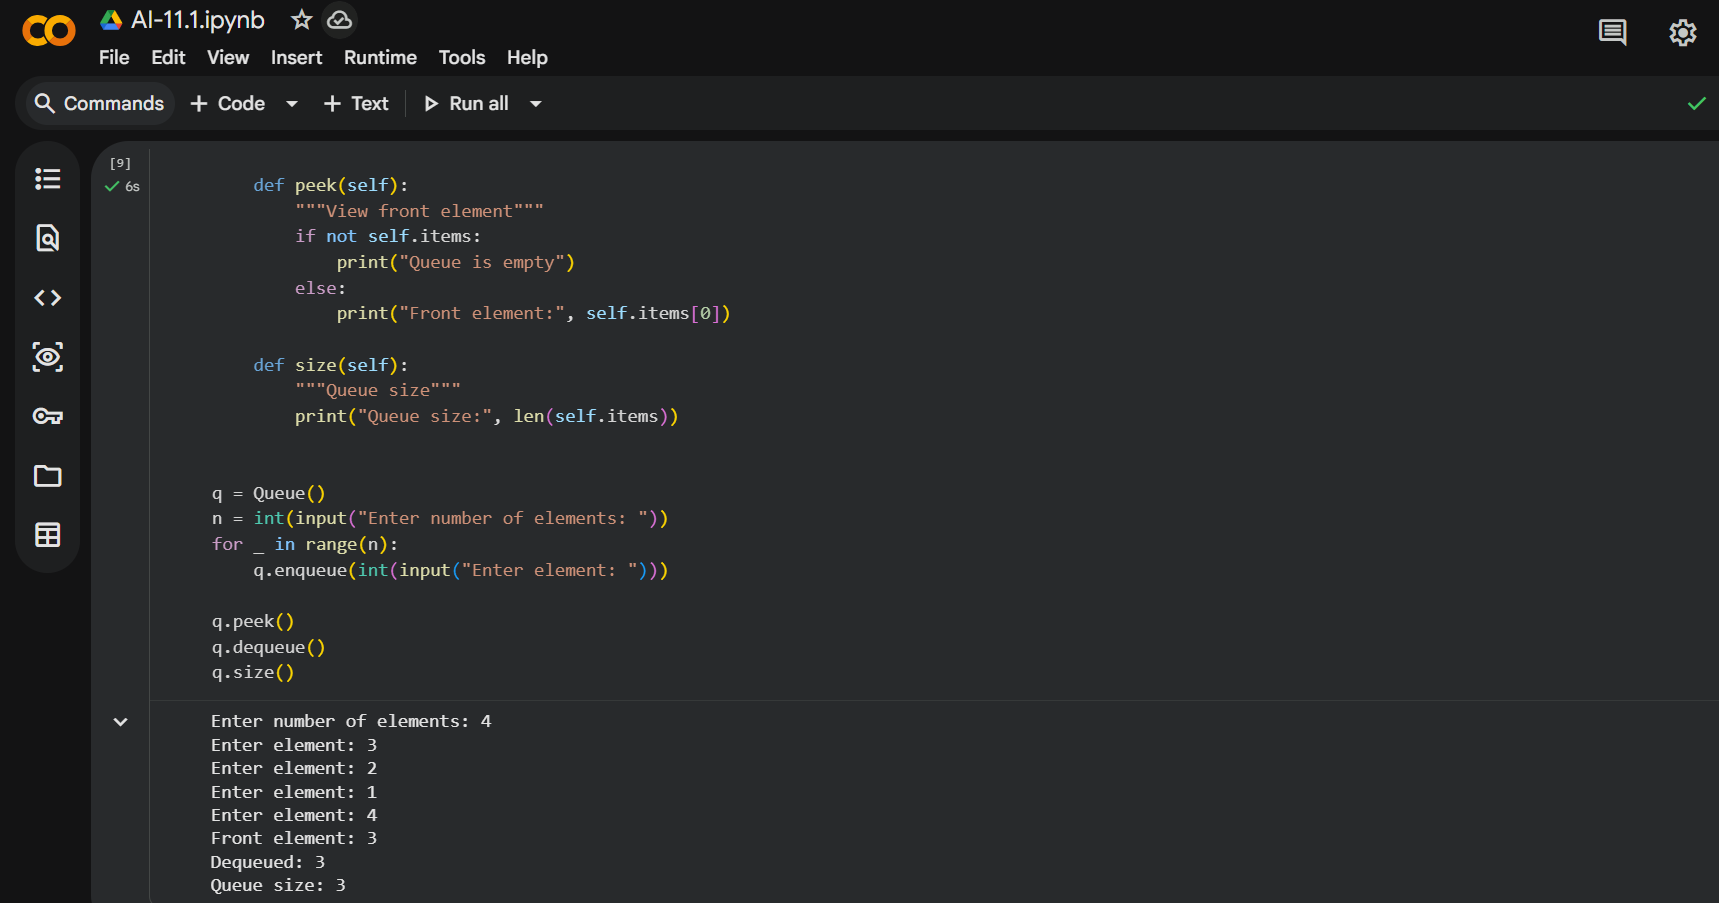 AI-11.1.ipynb
File Edit View Insert Runtime Tools Help
Commands + Code + Text Run all
[9]
6s
def peek(self):
"""View front element"""
if not self.items:
print("Queue is empty")
else:
print("Front element:", self.items[0])
def size(self):
"""Queue size"""
print("Queue size:", len(self.items))
q = Queue()
n = int(input("Enter number of elements: "))
for _ in range(n):
q.enqueue(int(input("Enter element: ")))
q.peek()
q.dequeue()
q.size()
Enter number of elements: 4
Enter element: 3
Enter element: 2
Enter element: 1
Enter element: 4
Front element: 3
Dequeued: 3
Queue size: 3